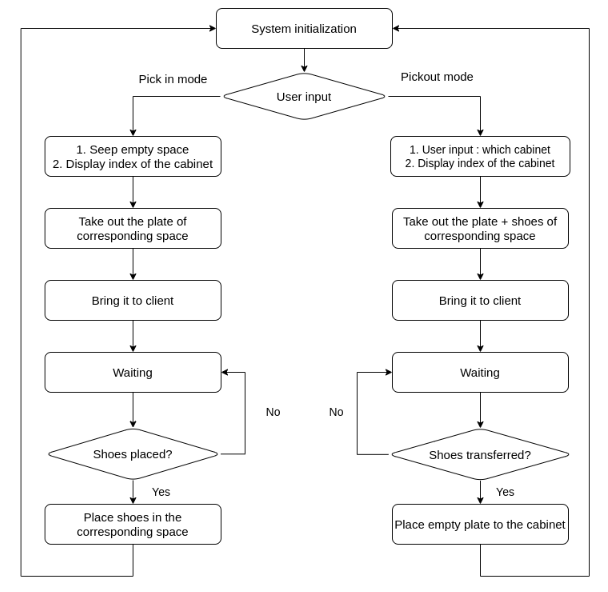 System initialization
Pick in mode
Pickout mode
User input
1. Seep empty space
2. Display index of the cabinet
1. User input : which cabinet
2. Display index of the cabinet
Take out the plate of
corresponding space
Take out the plate + shoes of
corresponding space
Bring it to client
Bring it to client
Waiting
Waiting
No
No
Shoes placed?
Shoes transferred?
Yes
Yes
Place shoes in the
corresponding space
Place empty plate to the cabinet